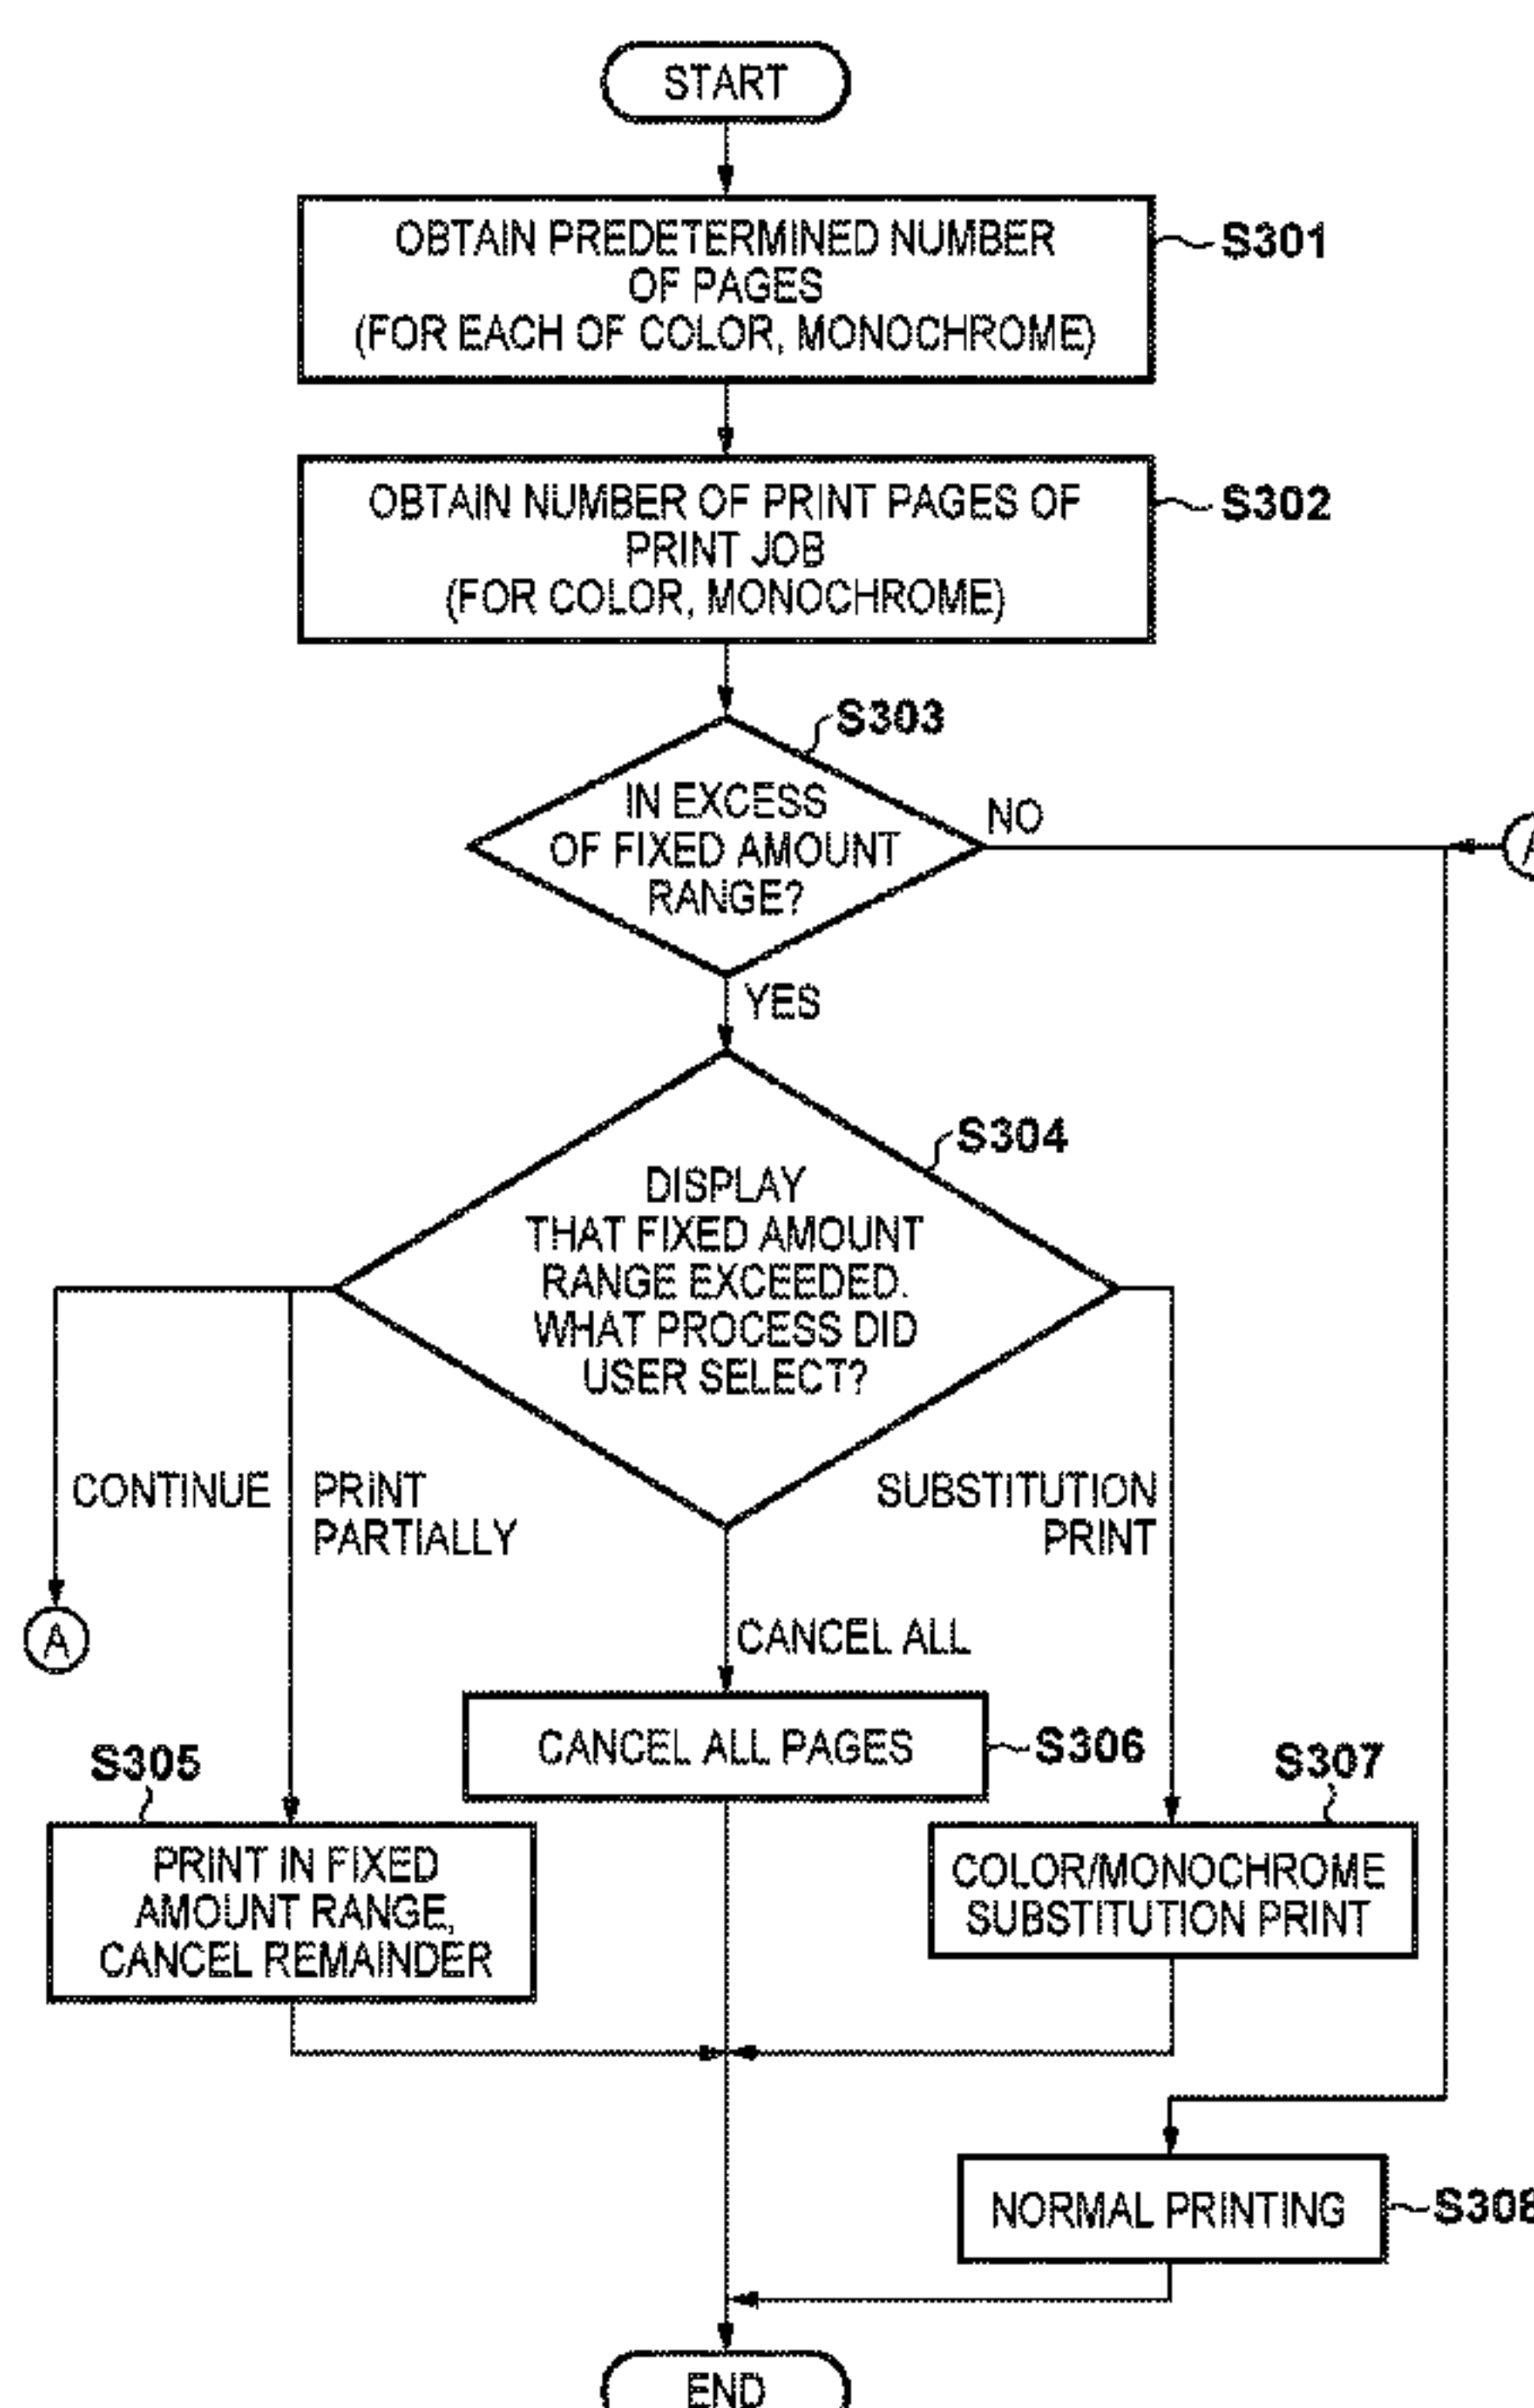 START
OBTAIN PREDETERMINED NUMBER
OF PAGES
(FOR EACH OF COLOR, MONOCHROME)
S301
OBTAIN NUMBER OF PRINT PAGES OF
PRINT JOB
(FOR COLOR, MONOCHROME)
S302
S303
IN EXCESS
OF FIXED AMOUNT
RANGE?
NO
A
YES
S304
DISPLAY
THAT FIXED AMOUNT
RANGE EXCEEDED.
WHAT PROCESS DID
USER SELECT?
CONTINUE
PRINT
PARTIALLY
SUBSTITUTION
PRINT
A
CANCEL ALL
CANCEL ALL PAGES
S306
S305
S307
PRINT IN FIXED
AMOUNT RANGE,
CANCEL REMAINDER
COLOR/MONOCHROME
SUBSTITUTION PRINT
NORMAL PRINTING
S308
END